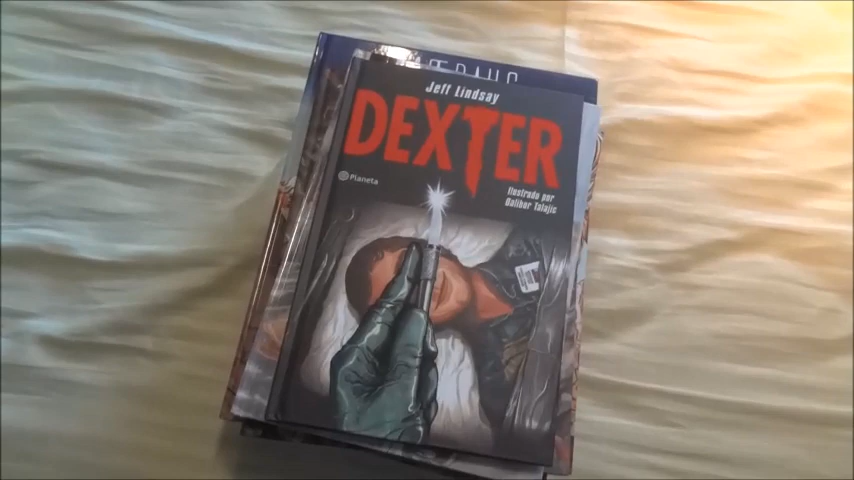 Jeff Lindsay
DEXTER
Planeta
Ilustrado por
Dalibor Talajic